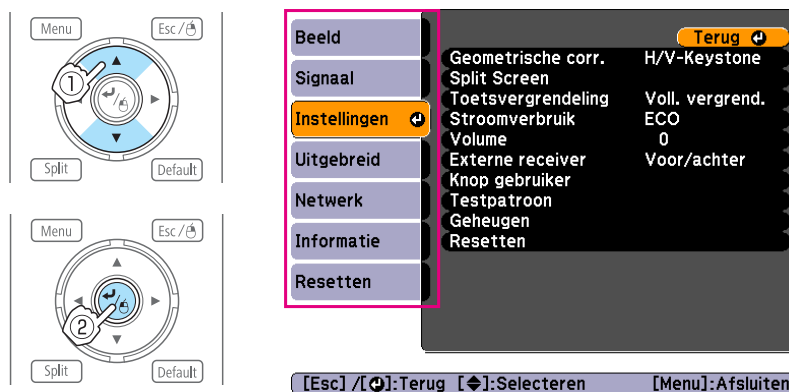 Menu Esc/
1
Split Default
Menu Esc/
2
Split Default
Beeld
Signaal
Instellingen
Uitgebreid
Netwerk
Informatie
Resetten
Terug
Geometrische corr. H/V-Keystone
Split Screen
Toetsvergrendeling Voll. vergrend.
Stroomverbruik ECO
Volume 0
Externe receiver Voor/achter
Knop gebruiker
Testpatroon
Geheugen
Resetten
[Esc] /[ ]:Terug [ ]:Selecteren [Menu]:Afsluiten